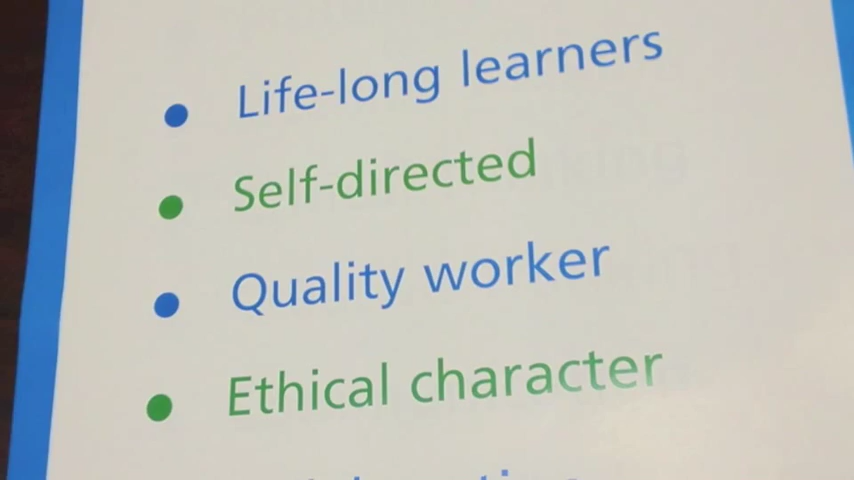 • Life-long learners
• Self-directed
• Quality worker
• Ethical character